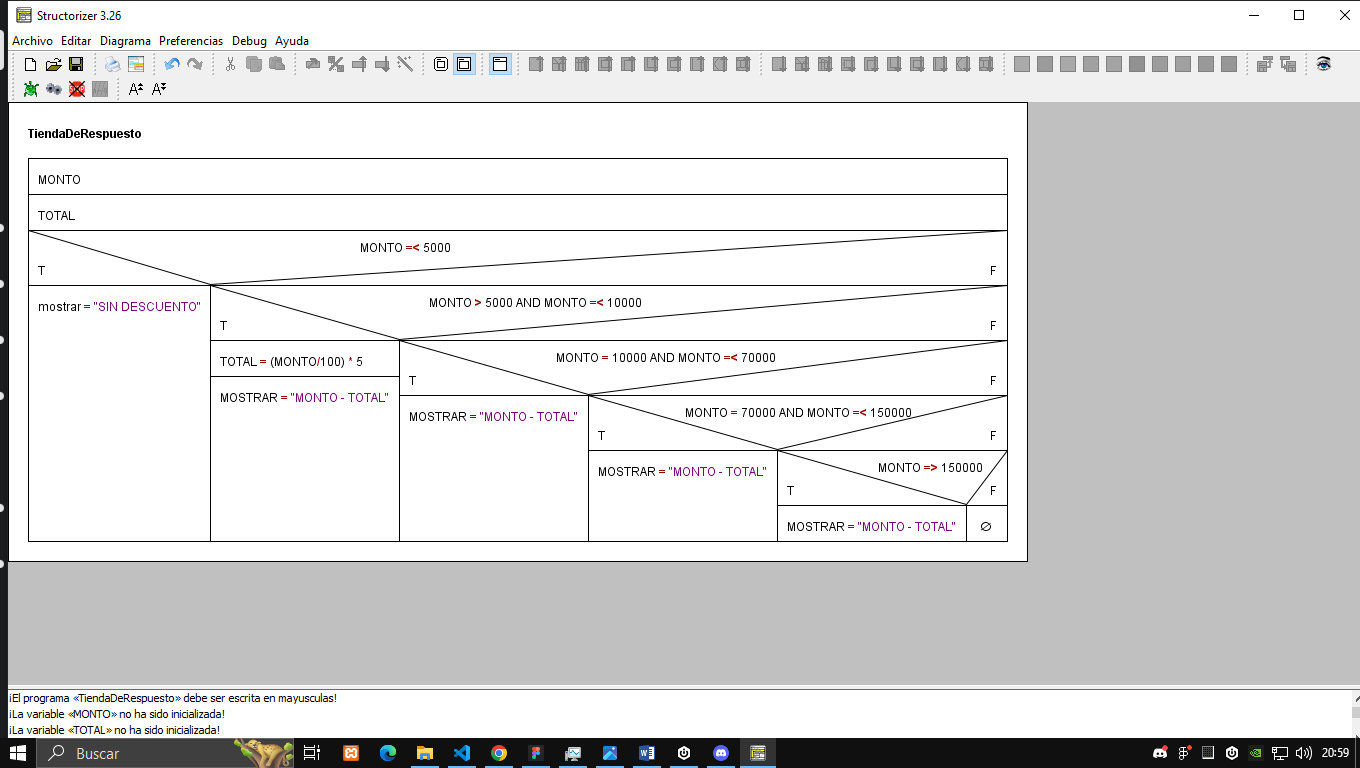 Structorizer 3.26
Archivo Editar Diagrama Preferencias Debug Ayuda
TiendaDeRespuesto
MONTO
TOTAL
MONTO =< 5000
T
F
mostrar = "SIN DESCUENTO"
MONTO > 5000 AND MONTO =< 10000
T
F
TOTAL = (MONTO/100) * 5
MOSTRAR = "MONTO - TOTAL"
MONTO = 10000 AND MONTO =< 70000
T
F
MOSTRAR = "MONTO - TOTAL"
MONTO = 70000 AND MONTO =< 150000
T
F
MOSTRAR = "MONTO - TOTAL"
MONTO => 150000
T
F
MOSTRAR = "MONTO - TOTAL"
∅
¡El programa «TiendaDeRespuesto» debe ser escrita en mayusculas!
¡La variable «MONTO» no ha sido inicializada!
¡La variable «TOTAL» no ha sido inicializada!
Buscar
20:59